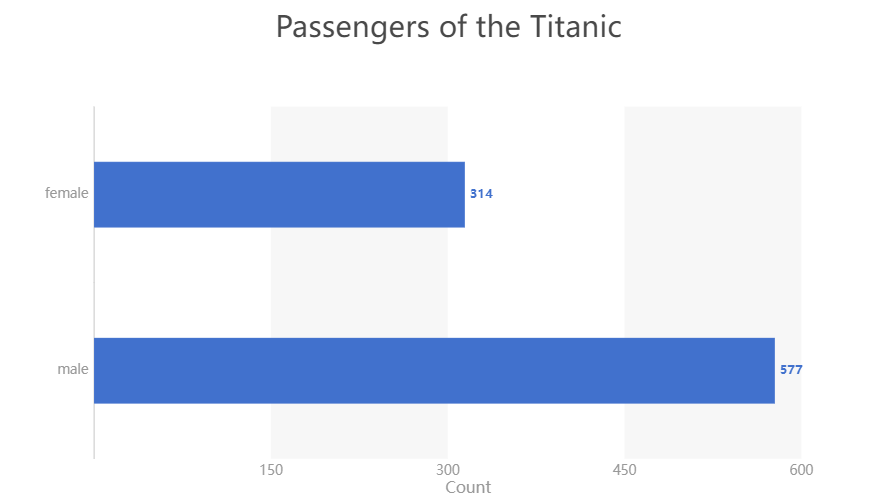 Passengers of the Titanic
female
314
male
577
150 300 450 600
Count